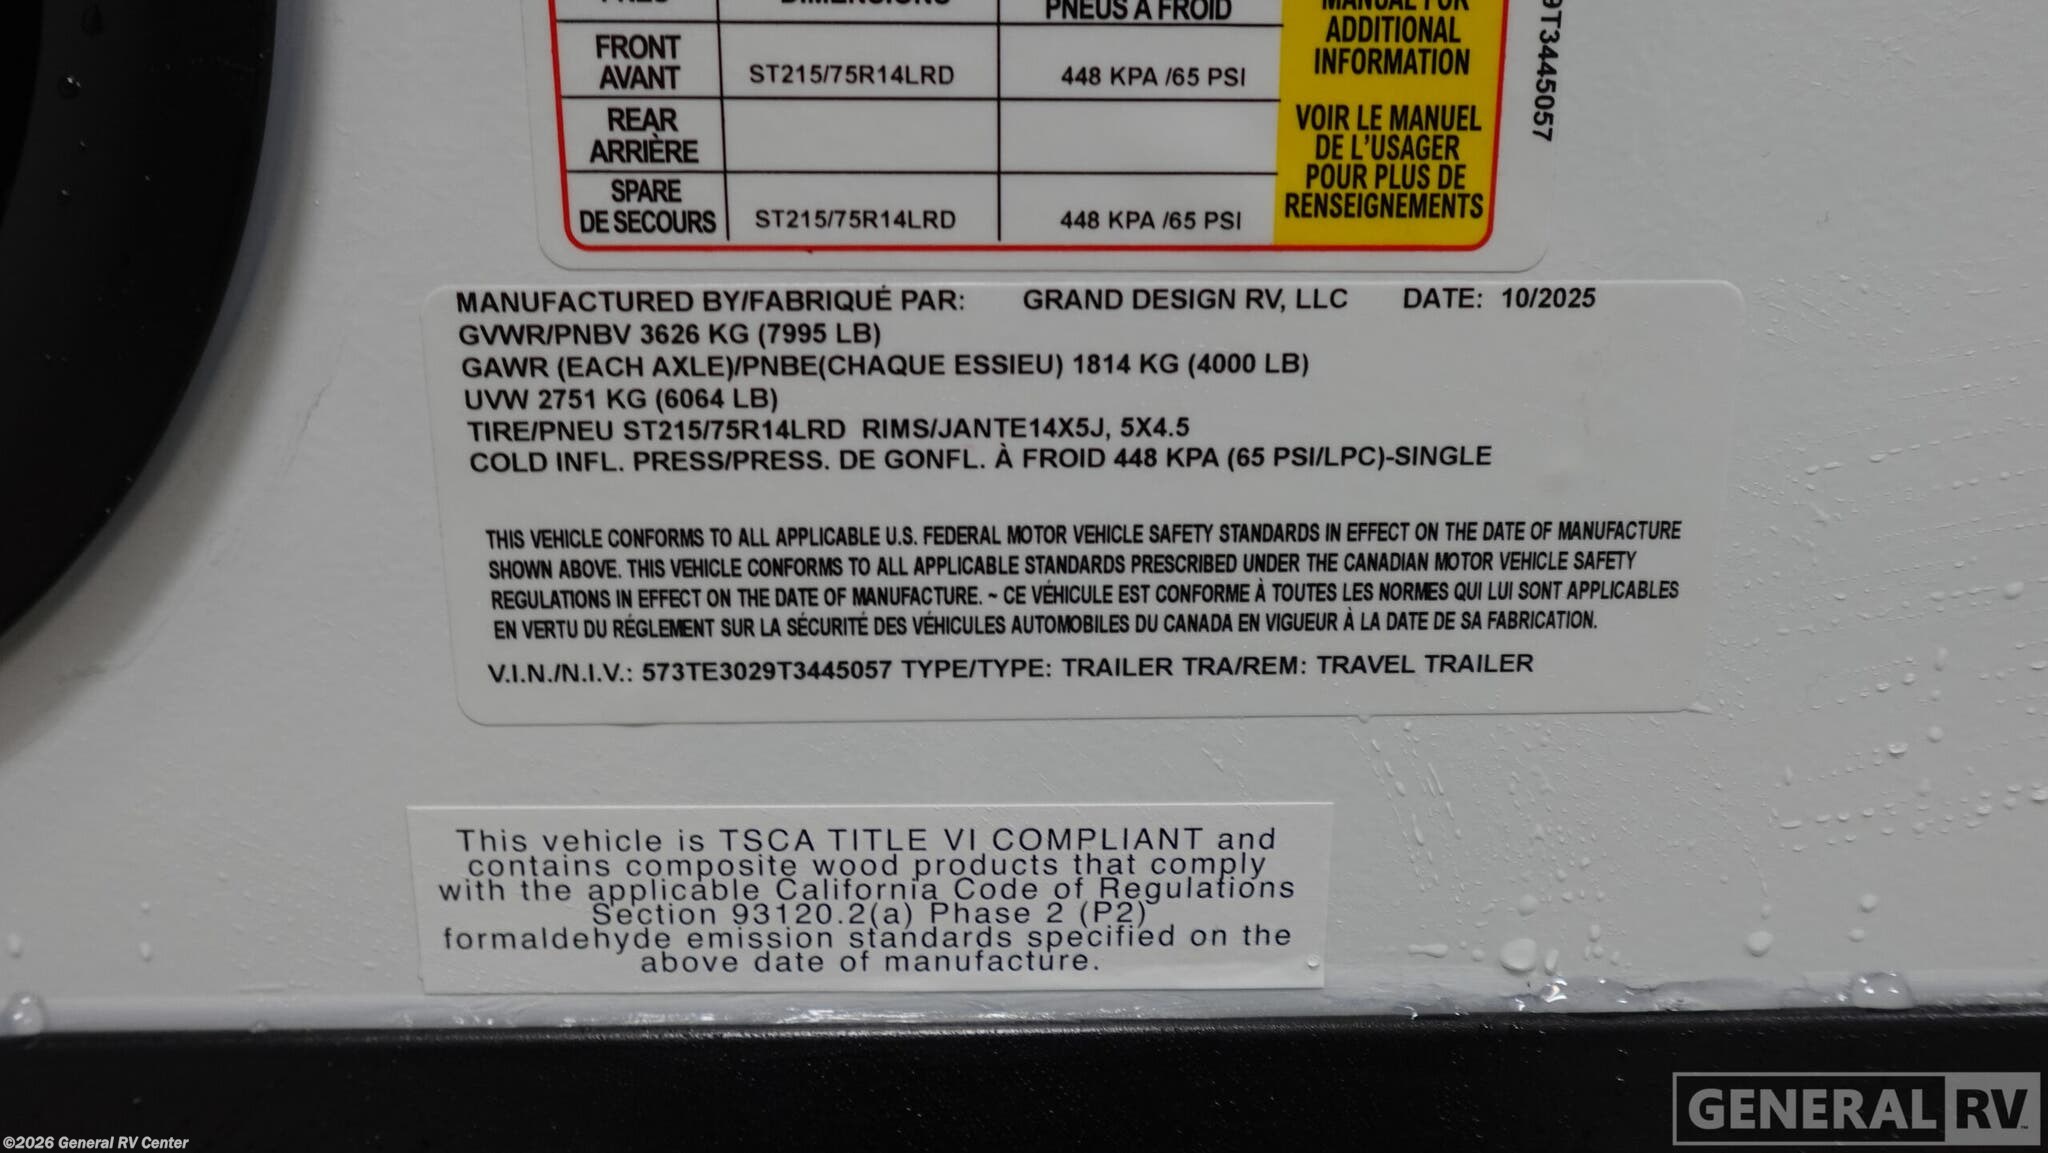 DIMENSIONS
PNEUS À FROID
MANUAL FOR
ADDITIONAL
INFORMATION
FRONT
AVANT
ST215/75R14LRD
448 KPA /65 PSI
REAR
ARRIÈRE
SPARE
DE SECOURS
ST215/75R14LRD
448 KPA /65 PSI
VOIR LE MANUEL
DE L'USAGER
POUR PLUS DE
RENSEIGNEMENTS
9T3445057
MANUFACTURED BY/FABRIQUÉ PAR: GRAND DESIGN RV, LLC DATE: 10/2025
GVWR/PNBV 3626 KG (7995 LB)
GAWR (EACH AXLE)/PNBE(CHAQUE ESSIEU) 1814 KG (4000 LB)
UVW 2751 KG (6064 LB)
TIRE/PNEU ST215/75R14LRD RIMS/JANTE14X5J, 5X4.5
COLD INFL. PRESS/PRESS. DE GONFL. À FROID 448 KPA (65 PSI/LPC)-SINGLE
THIS VEHICLE CONFORMS TO ALL APPLICABLE U.S. FEDERAL MOTOR VEHICLE SAFETY STANDARDS IN EFFECT ON THE DATE OF MANUFACTURE
SHOWN ABOVE. THIS VEHICLE CONFORMS TO ALL APPLICABLE STANDARDS PRESCRIBED UNDER THE CANADIAN MOTOR VEHICLE SAFETY
REGULATIONS IN EFFECT ON THE DATE OF MANUFACTURE. ~ CE VÉHICULE EST CONFORME À TOUTES LES NORMES QUI LUI SONT APPLICABLES
EN VERTU DU RÉGLEMENT SUR LA SÉCURITÉ DES VÉHICULES AUTOMOBILES DU CANADA EN VIGUEUR À LA DATE DE SA FABRICATION.
V.I.N./N.I.V.: 573TE3029T3445057 TYPE/TYPE: TRAILER TRA/REM: TRAVEL TRAILER
This vehicle is TSCA TITLE VI COMPLIANT and
contains composite wood products that comply
with the applicable California Code of Regulations
Section 93120.2(a) Phase 2 (P2)
formaldehyde emission standards specified on the
above date of manufacture.
GENERAL RV
©2026 General RV Center